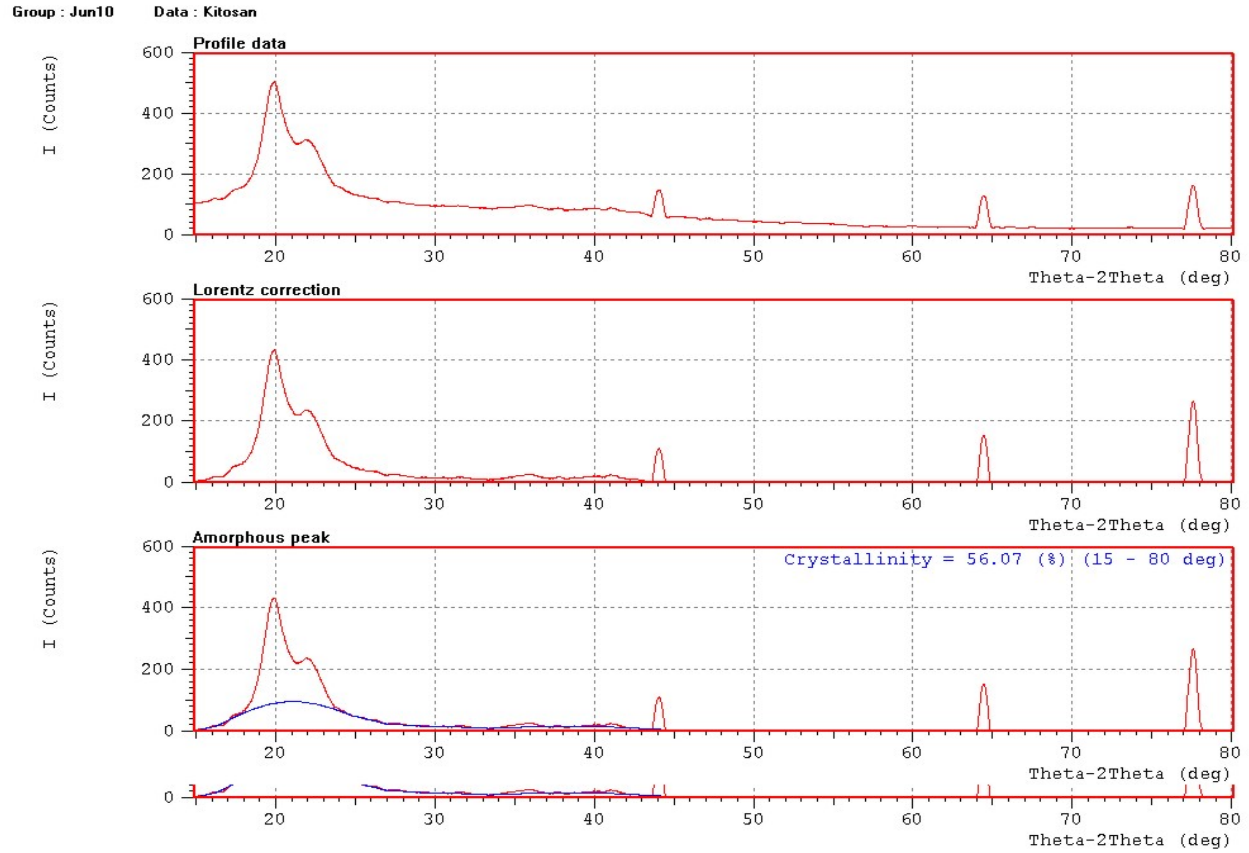 Group : Jun10 Data : Kitosan
Profile data
I (Counts)
600
400
200
0
20 30 40 50 60 70 80
Theta-2Theta (deg)
Lorentz correction
I (Counts)
600
400
200
0
20 30 40 50 60 70 80
Theta-2Theta (deg)
Amorphous peak
I (Counts)
600
400
200
0
Crystallinity = 56.07 (%) (15 - 80 deg)
20 30 40 50 60 70 80
Theta-2Theta (deg)
0
20 30 40 50 60 70 80
Theta-2Theta (deg)